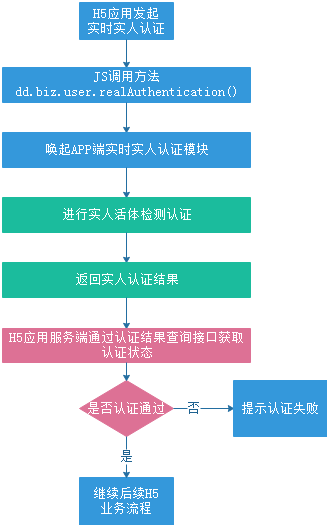 H5应用发起
实时实人认证
JS调用方法
dd.biz.user.realAuthentication()
唤起APP端实时实人认证模块
进行实人活体检测认证
返回实人认证结果
H5应用服务端通过认证结果查询接口获取
认证状态
是否认证通过
否
提示认证失败
是
继续后续H5
业务流程